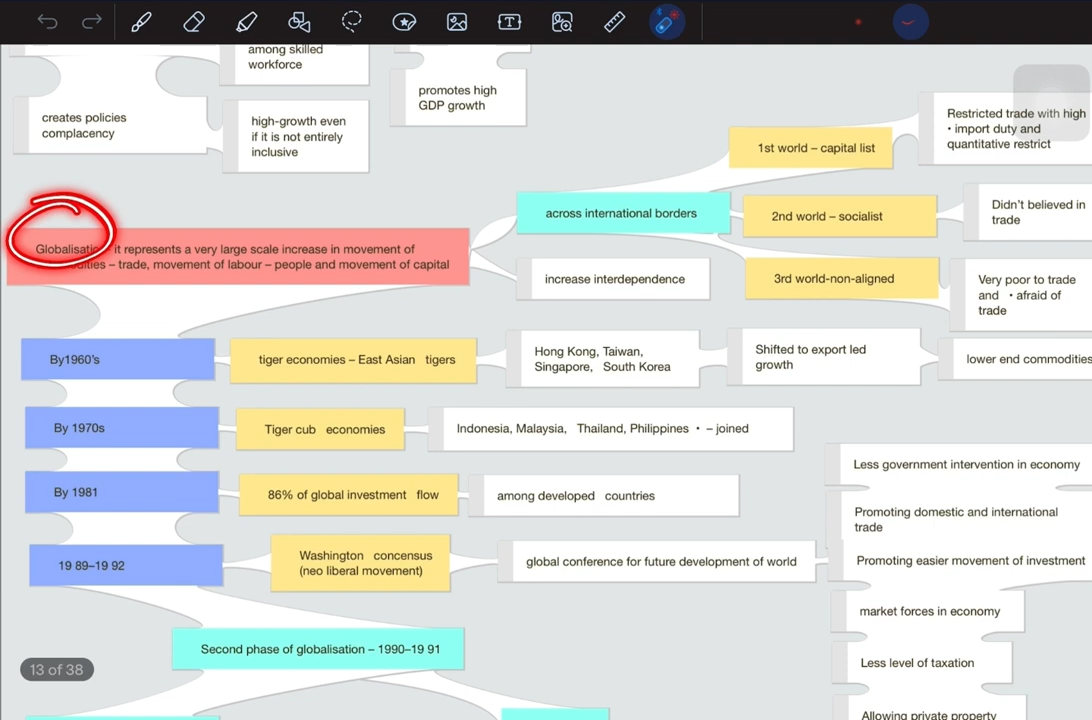 among skilled
workforce
promotes high
GDP growth
creates policies
complacency
high-growth even
if it is not entirely
inclusive
Restricted trade with high
• import duty and
quantitative restrict
1st world – capital list
across international borders
2nd world – socialist
Didn't believed in
trade
Globalisation it represents a very large scale increase in movement of
– trade, movement of labour – people and movement of capital
increase interdependence
3rd world-non-aligned
Very poor to trade
and • afraid of
trade
By1960's
tiger economies – East Asian tigers
Hong Kong, Taiwan,
Singapore, South Korea
Shifted to export led
growth
lower end commodities
By 1970s
Tiger cub economies
Indonesia, Malaysia, Thailand, Philippines • – joined
By 1981
86% of global investment flow
among developed countries
Less government intervention in economy
Promoting domestic and international
trade
19 89–19 92
Washington concensus
(neo liberal movement)
global conference for future development of world
Promoting easier movement of investment
market forces in economy
Second phase of globalisation – 1990–19 91
Less level of taxation
13 of 38
Allowing private property